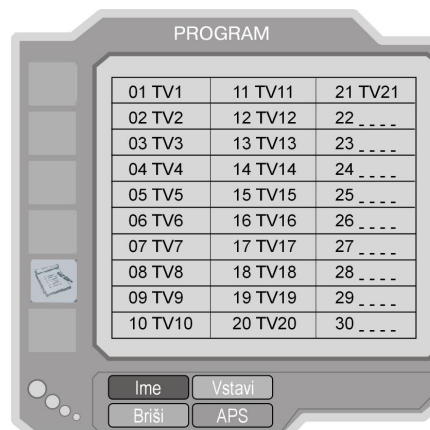 PROGRAM
01 TV1 11 TV11 21 TV21
02 TV2 12 TV12 22 _ _ _ _
03 TV3 13 TV13 23 _ _ _ _
04 TV4 14 TV14 24 _ _ _ _
05 TV5 15 TV15 25 _ _ _ _
06 TV6 16 TV16 26 _ _ _ _
07 TV7 17 TV17 27 _ _ _ _
08 TV8 18 TV18 28 _ _ _ _
09 TV9 19 TV19 29 _ _ _ _
10 TV10 20 TV20 30 _ _ _ _
Ime Vstavi
Briši APS